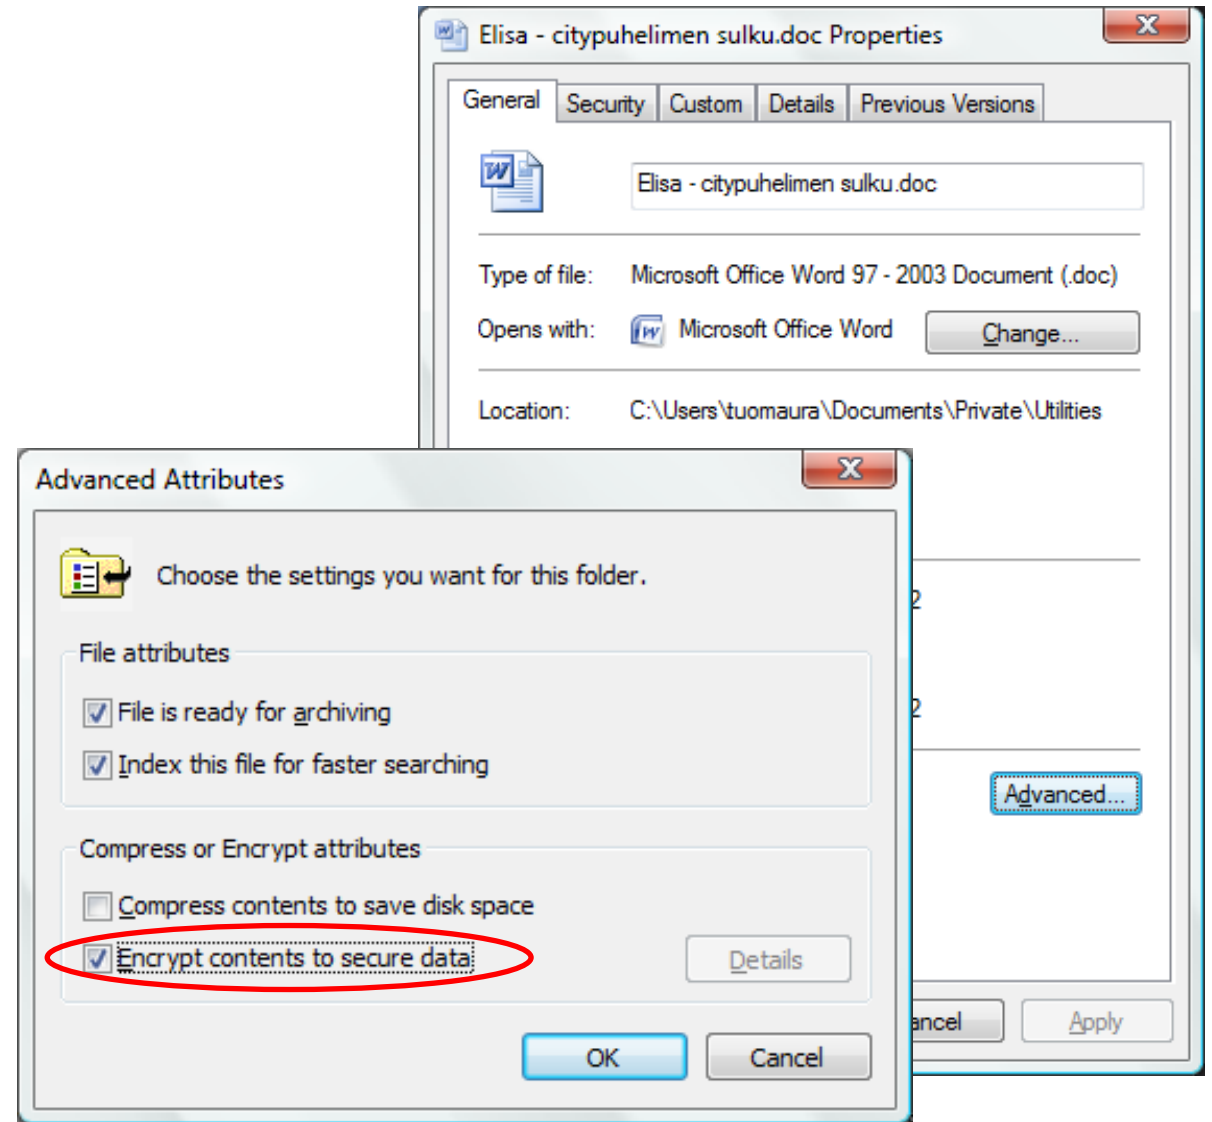 Elisa - citypuhelimen sulku.doc Properties
General Security Custom Details Previous Versions
Elisa - citypuhelimen sulku.doc
Type of file: Microsoft Office Word 97 - 2003 Document (.doc)
Opens with: Microsoft Office Word Change...
Location: C:\Users\tuomaura\Documents\Private\Utilities
2
2
Advanced...
ancel Apply
Advanced Attributes
Choose the settings you want for this folder.
File attributes
File is ready for archiving
Index this file for faster searching
Compress or Encrypt attributes
Compress contents to save disk space
Encrypt contents to secure data Details
OK Cancel